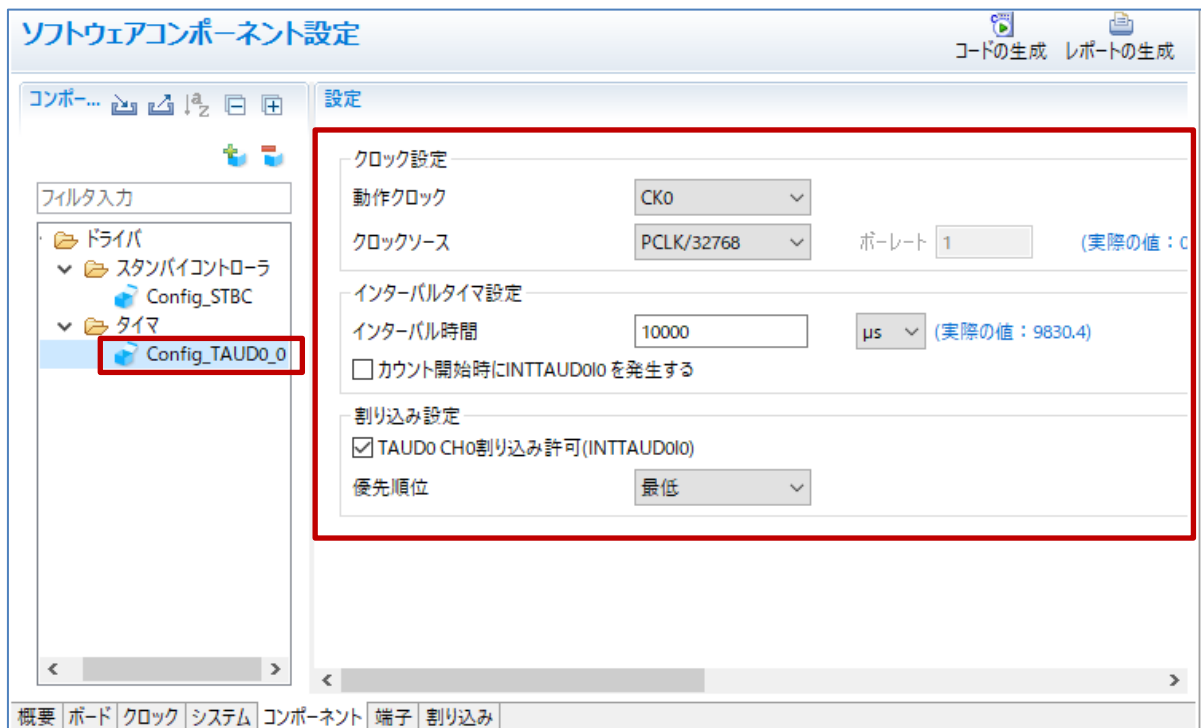 ソフトウェアコンポーネント設定
コードの生成 レポートの生成
コンポー...
設定
フィルタ入力
ドライバ
スタンバイコントローラ
Config_STBC
タイマ
Config_TAUD0_0
クロック設定
動作クロック CK0
クロックソース PCLK/32768 ボーレート 1 (実際の値：0
インターバルタイマ設定
インターバル時間 10000 µs (実際の値：9830.4)
カウント開始時にINTTAUD0I0 を発生する
割り込み設定
TAUD0 CH0割り込み許可(INTTAUD0I0)
優先順位 最低
概要 ボード クロック システム コンポーネント 端子 割り込み